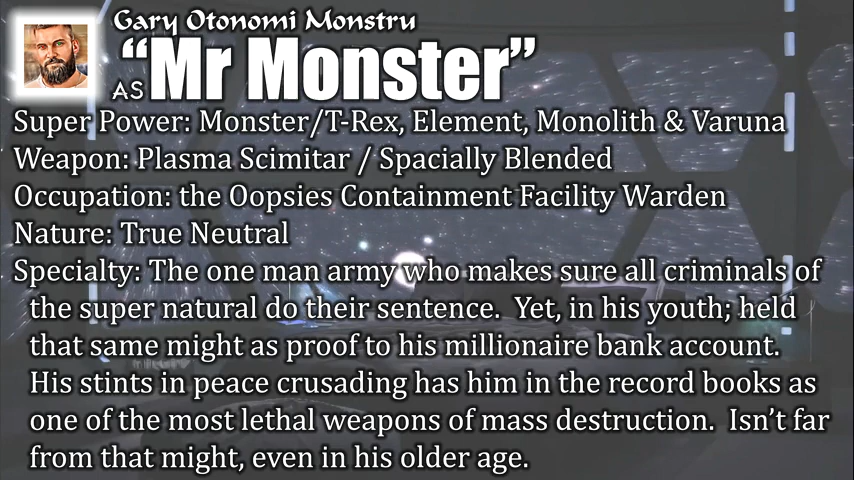 Gary Otonomi Monstru
AS “Mr Monster”
Super Power: Monster/T-Rex, Element, Monolith & Varuna
Weapon: Plasma Scimitar / Spacially Blended
Occupation: the Oopsies Containment Facility Warden
Nature: True Neutral
Specialty: The one man army who makes sure all criminals of
the super natural do their sentence.  Yet, in his youth; held
that same might as proof to his millionaire bank account.
His stints in peace crusading has him in the record books as
one of the most lethal weapons of mass destruction.  Isn’t far
from that might, even in his older age.